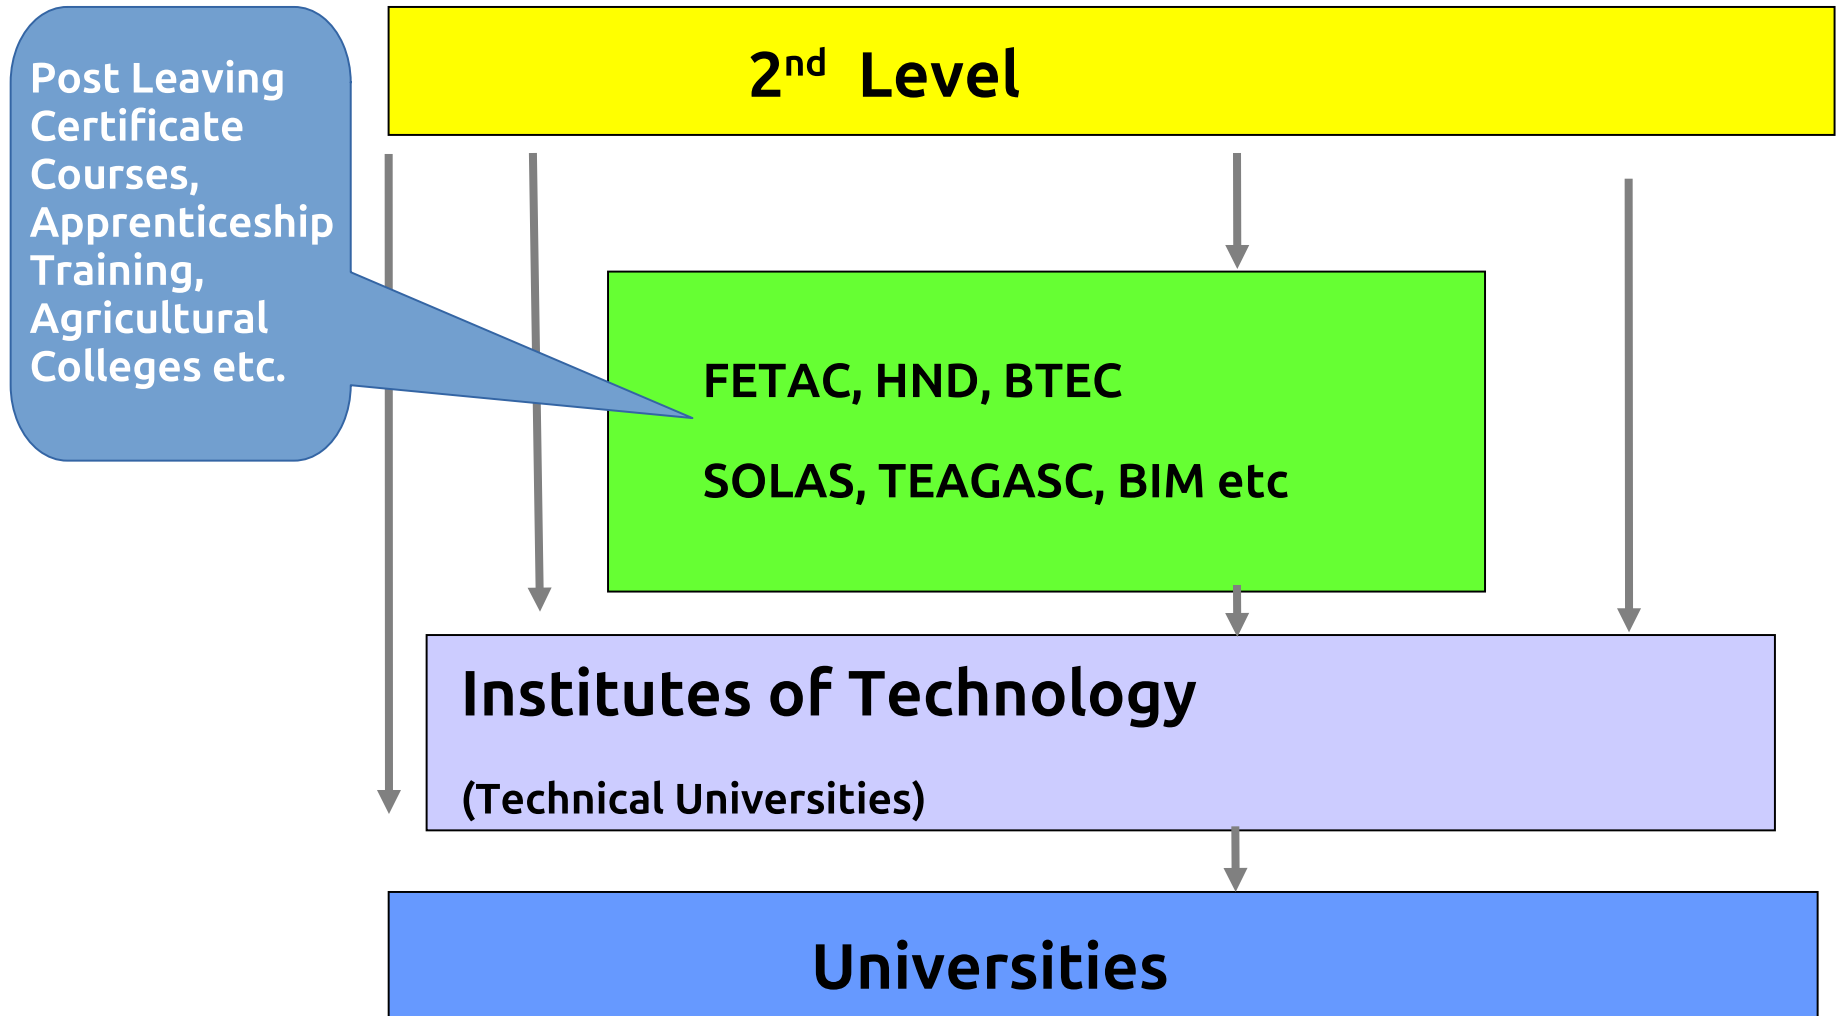 Post Leaving
Certificate
Courses,
Apprenticeship
Training,
Agricultural
Colleges etc.
2nd Level
FETAC, HND, BTEC
SOLAS, TEAGASC, BIM etc
Institutes of Technology
(Technical Universities)
Universities